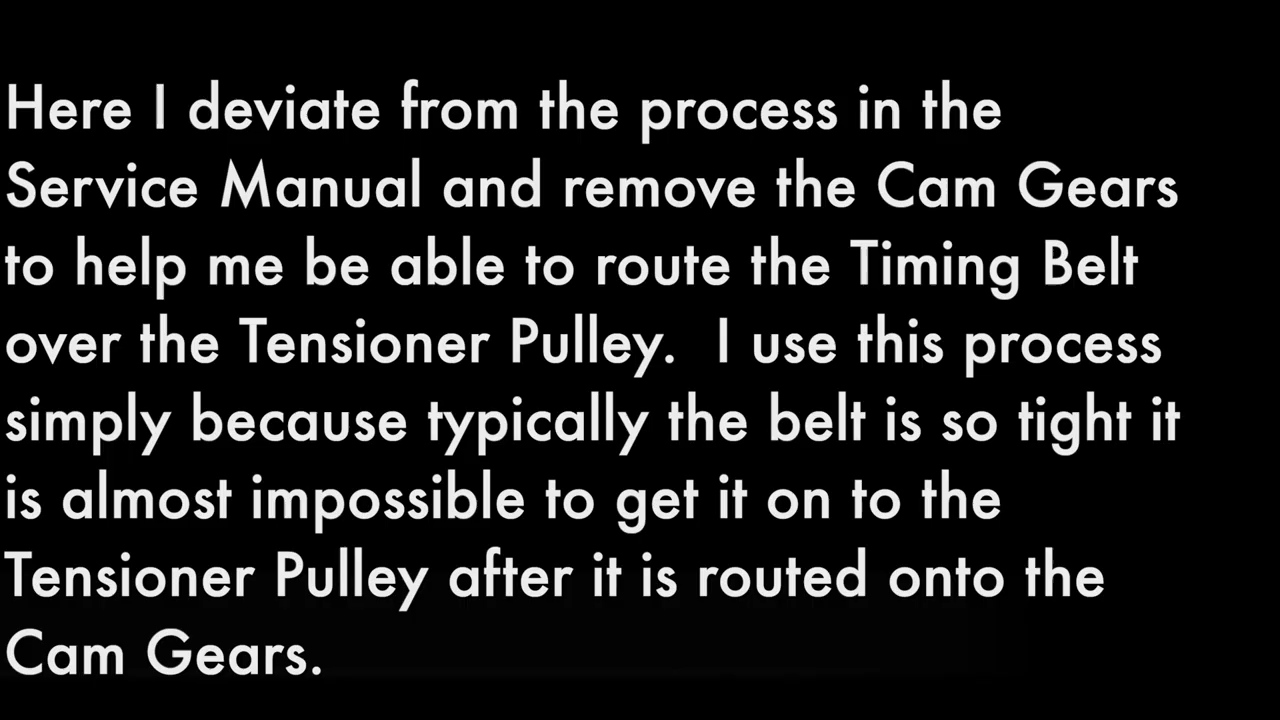 Here I deviate from the process in the
Service Manual and remove the Cam Gears
to help me be able to route the Timing Belt
over the Tensioner Pulley.  I use this process
simply because typically the belt is so tight it
is almost impossible to get it on to the
Tensioner Pulley after it is routed onto the
Cam Gears.